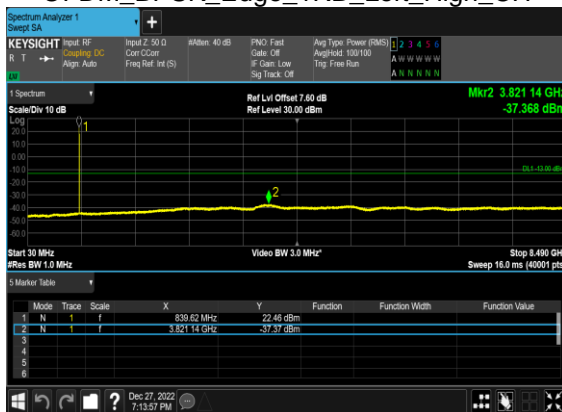 Spectrum Analyzer 1
Swept SA
+
KEYSIGHT
R T
LU
Input: RF
Coupling: DC
Align: Auto
Input Z: 50 Ω
Corr CCorr
Freq Ref: Int (S)
#Atten: 40 dB
PNO: Fast
Gate: Off
IF Gain: Low
Sig Track: Off
Avg Type: Power (RMS)
Avg|Hold: 100/100
Trig: Free Run
1 2 3 4 5 6
A W W W W W
A N N N N N
1 Spectrum
Scale/Div 10 dB
Ref Lvl Offset 7.60 dB
Ref Level 30.00 dBm
Mkr2 3.821 14 GHz
-37.368 dBm
Log
20.0
10.0
0.00
-10.0
-20.0
-30.0
-40.0
-50.0
-60.0
1
2
DL1 -13.00 dBm
Start 30 MHz
#Res BW 1.0 MHz
Video BW 3.0 MHz*
Stop 8.490 GHz
Sweep 16.0 ms (40001 pts)
5 Marker Table
Mode Trace Scale X Y Function Function Width Function Value
1 N 1 f 839.62 MHz 22.46 dBm
2 N 1 f 3.821 14 GHz -37.37 dBm
3
4
5
6
?
Dec 27, 2022
7:13:57 PM